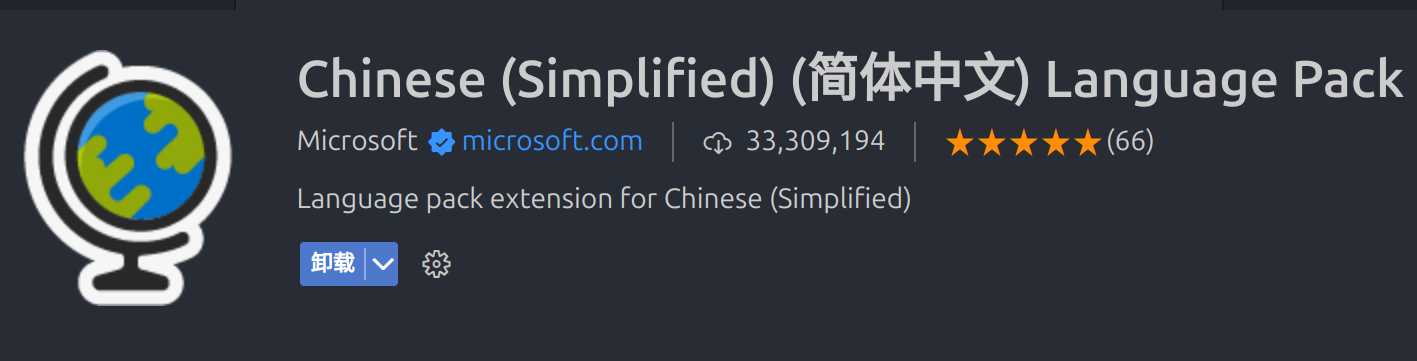 Chinese (Simplified) (简体中文) Language Pack
Microsoft microsoft.com 33,309,194 (66)
Language pack extension for Chinese (Simplified)
卸载